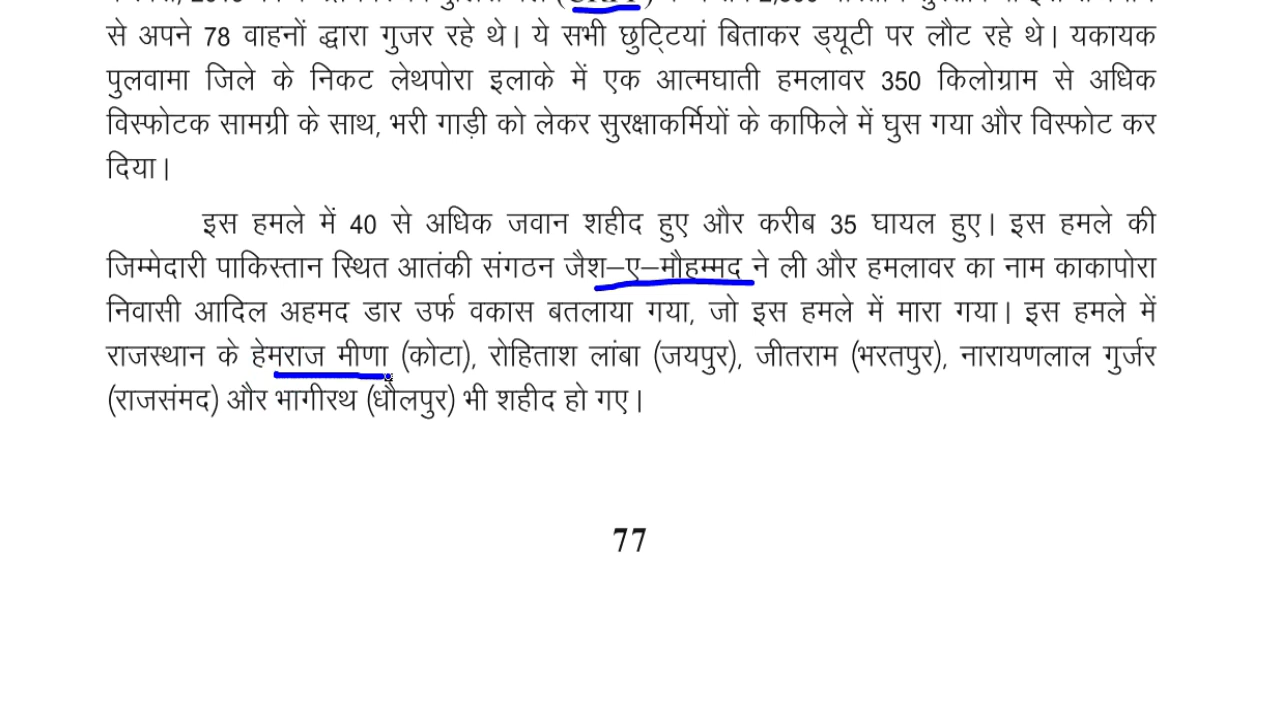 से अपने 78 वाहनों द्वारा गुजर रहे थे। ये सभी छुट्टियां बिताकर ड्यूटी पर लौट रहे थे। यकायक
पुलवामा जिले के निकट लेथपोरा इलाके में एक आत्मघाती हमलावर 350 किलोग्राम से अधिक
विस्फोटक सामग्री के साथ, भरी गाड़ी को लेकर सुरक्षाकर्मियों के काफिले में घुस गया और विस्फोट कर
दिया।
इस हमले में 40 से अधिक जवान शहीद हुए और करीब 35 घायल हुए। इस हमले की
जिम्मेदारी पाकिस्तान स्थित आतंकी संगठन जैश–ए–मौहम्मद ने ली और हमलावर का नाम काकापोरा
निवासी आदिल अहमद डार उर्फ वकास बतलाया गया, जो इस हमले में मारा गया। इस हमले में
राजस्थान के हेमराज मीणा (कोटा), रोहिताश लांबा (जयपुर), जीतराम (भरतपुर), नारायणलाल गुर्जर
(राजसंमद) और भागीरथ (धौलपुर) भी शहीद हो गए।
77